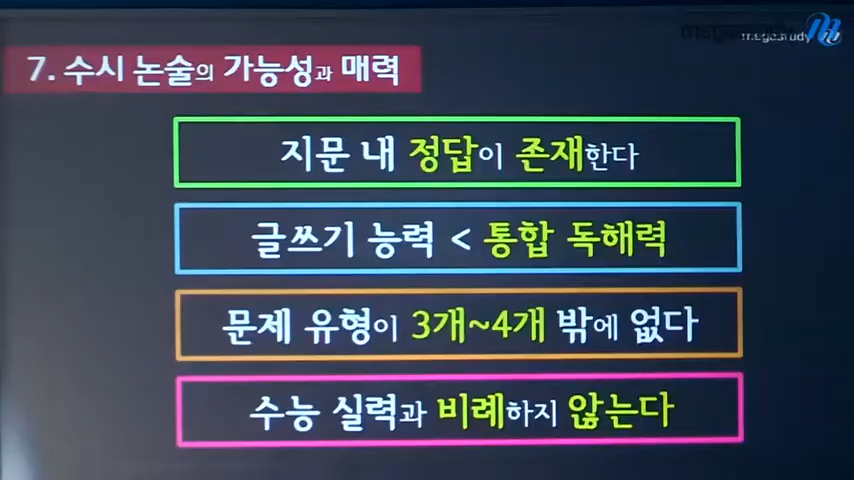 megastudy
7. 수시 논술의 가능성과 매력
지문 내 정답이 존재한다
글쓰기 능력 < 통합 독해력
문제 유형이 3개~4개 밖에 없다
수능 실력과 비례하지 않는다